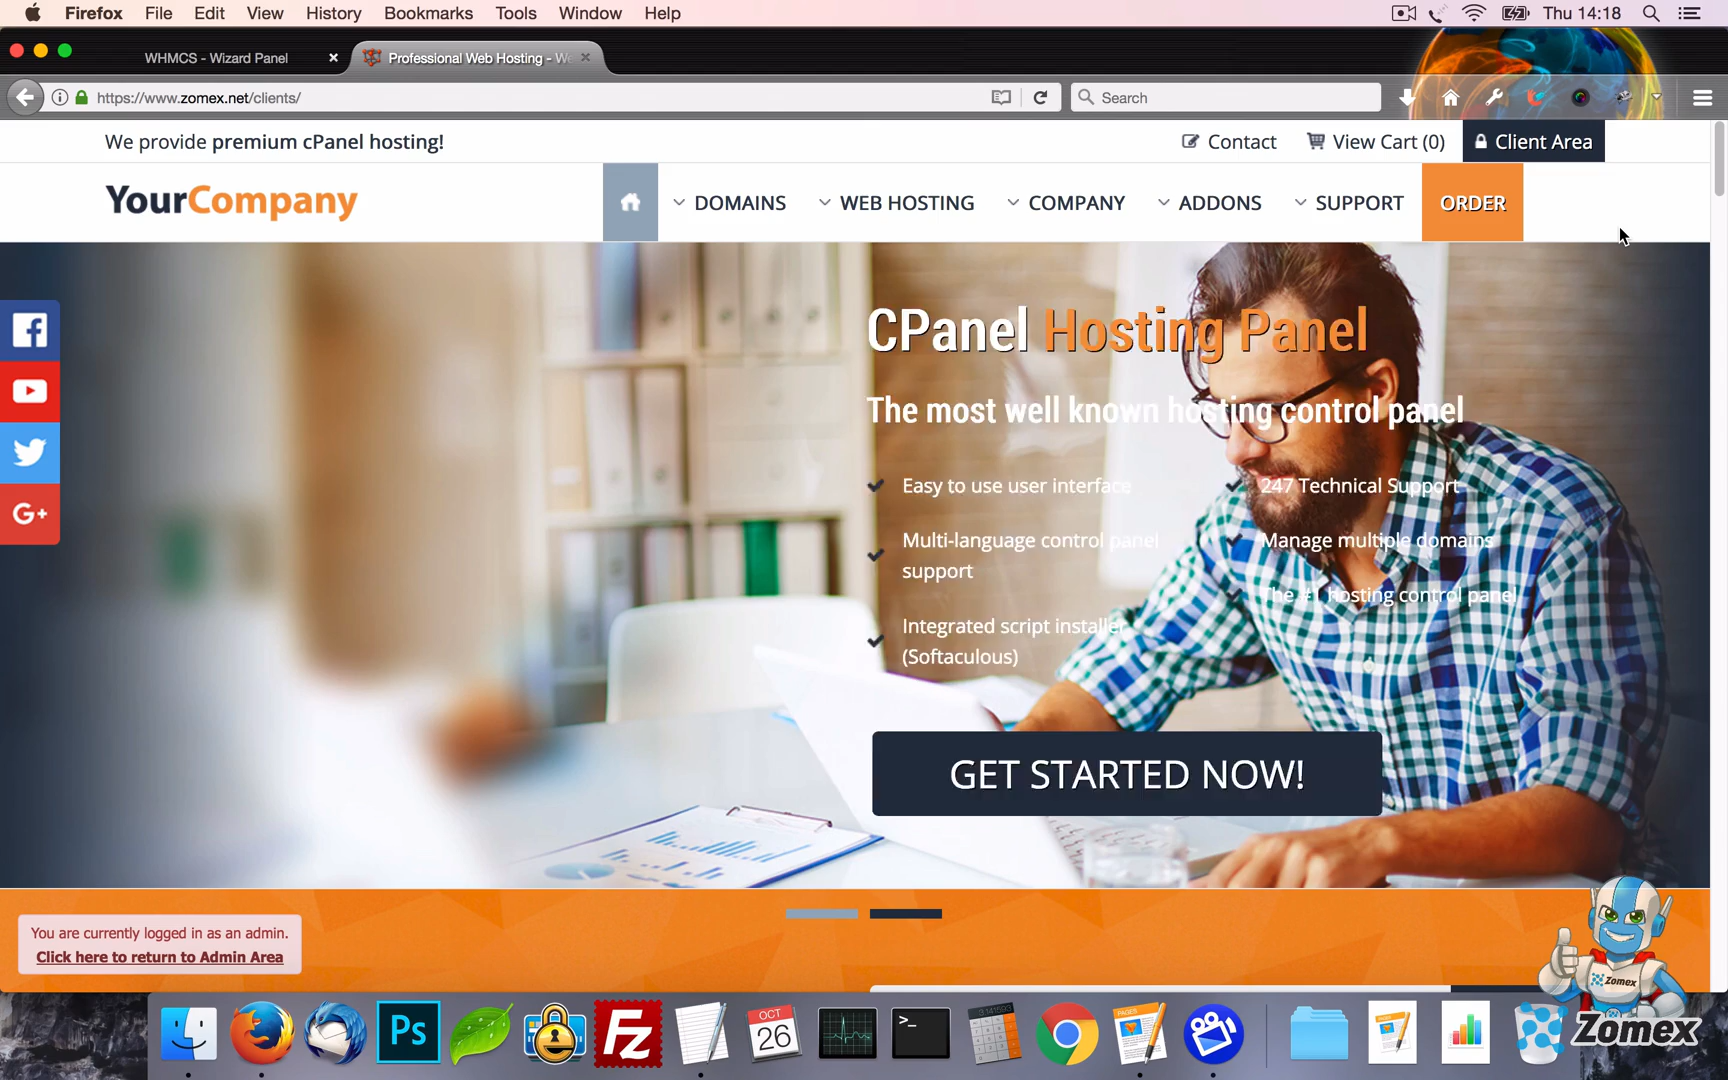 Firefox File Edit View History Bookmarks Tools Window Help
Thu 14:18
WHMCS - Wizard Panel
Professional Web Hosting - We
https://www.zomex.net/clients/
Search
We provide premium cPanel hosting!
Contact
View Cart (0)
Client Area
YourCompany
DOMAINS
WEB HOSTING
COMPANY
ADDONS
SUPPORT
ORDER
CPanel Hosting Panel
The most well known hosting control panel
Easy to use user interface
247 Technical Support
Multi-language control panel
support
Manage multiple domains
The #1 hosting control panel
Integrated script installer
(Softaculous)
GET STARTED NOW!
G+
You are currently logged in as an admin.
Click here to return to Admin Area
Ps
Fz
OCT
26
>_
PAGES
Zomex
Zomex